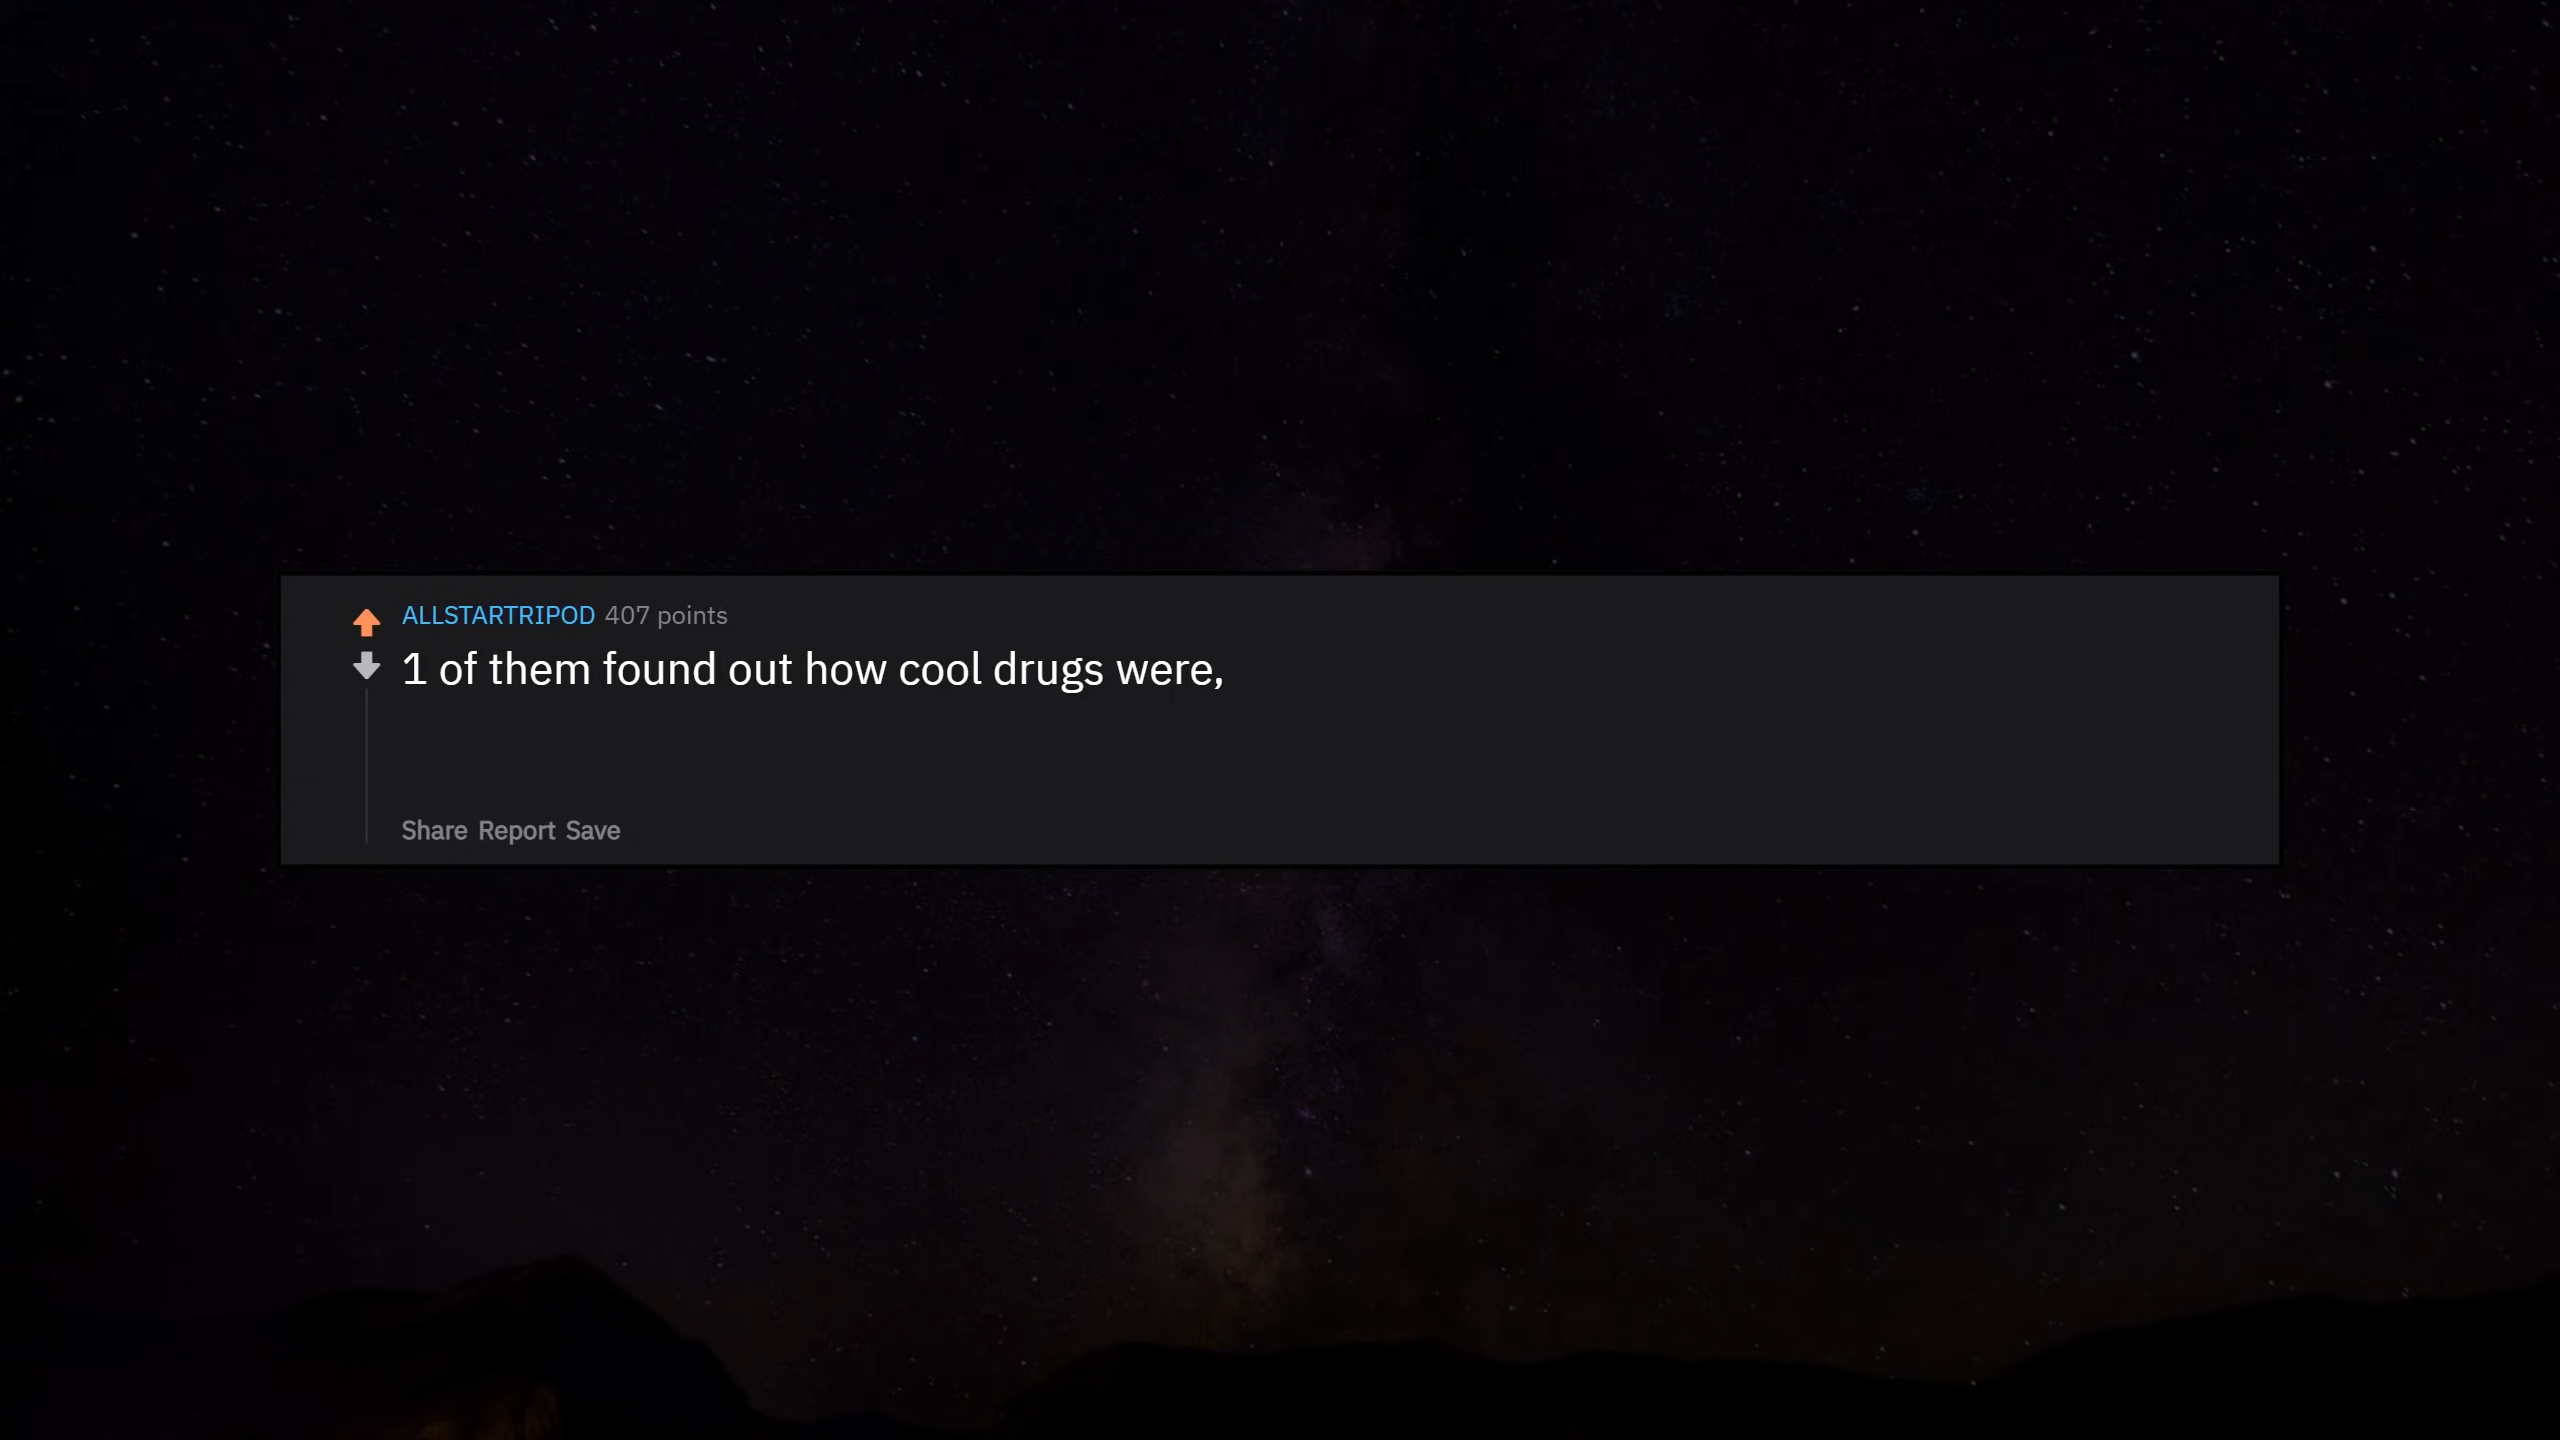 ALLSTARTRIPOD 407 points
1 of them found out how cool drugs were,
Share Report Save